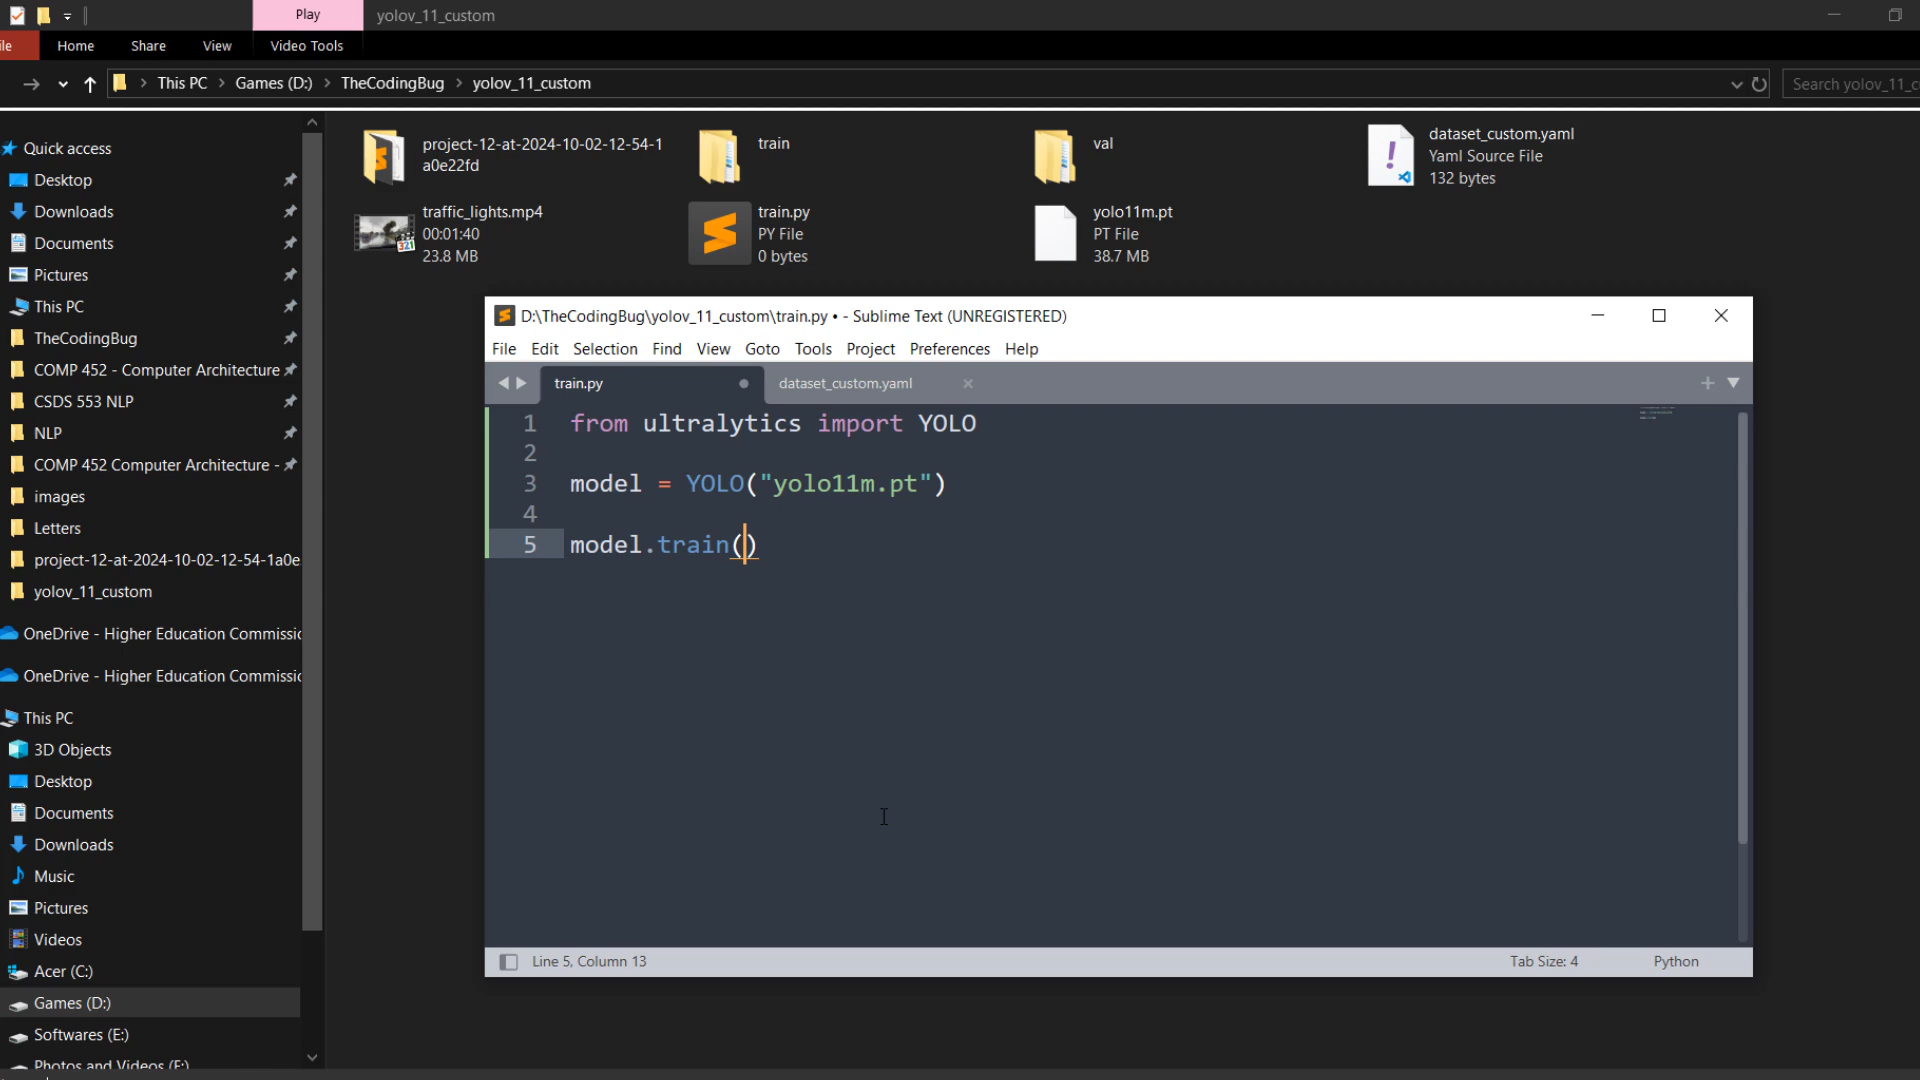 Play
yolov_11_custom
ile
Home
Share
View
Video Tools
This PC
Games (D:)
TheCodingBug
yolov_11_custom
Search yolov_11_c
Quick access
Desktop
Downloads
Documents
Pictures
This PC
TheCodingBug
COMP 452 - Computer Architecture
CSDS 553 NLP
NLP
COMP 452 Computer Architecture -
images
Letters
project-12-at-2024-10-02-12-54-1a0e
yolov_11_custom
OneDrive - Higher Education Commissio
OneDrive - Higher Education Commissio
This PC
3D Objects
Desktop
Documents
Downloads
Music
Pictures
Videos
Acer (C:)
Games (D:)
Softwares (E:)
Photos and Videos (F:)
project-12-at-2024-10-02-12-54-1
a0e22fd
train
val
dataset_custom.yaml
Yaml Source File
132 bytes
traffic_lights.mp4
00:01:40
23.8 MB
321
train.py
PY File
0 bytes
yolo11m.pt
PT File
38.7 MB
D:\TheCodingBug\yolov_11_custom\train.py • - Sublime Text (UNREGISTERED)
File Edit Selection Find View Goto Tools Project Preferences Help
train.py
dataset_custom.yaml
1 from ultralytics import YOLO
2
3 model = YOLO("yolo11m.pt")
4
5 model.train()
Line 5, Column 13
Tab Size: 4
Python